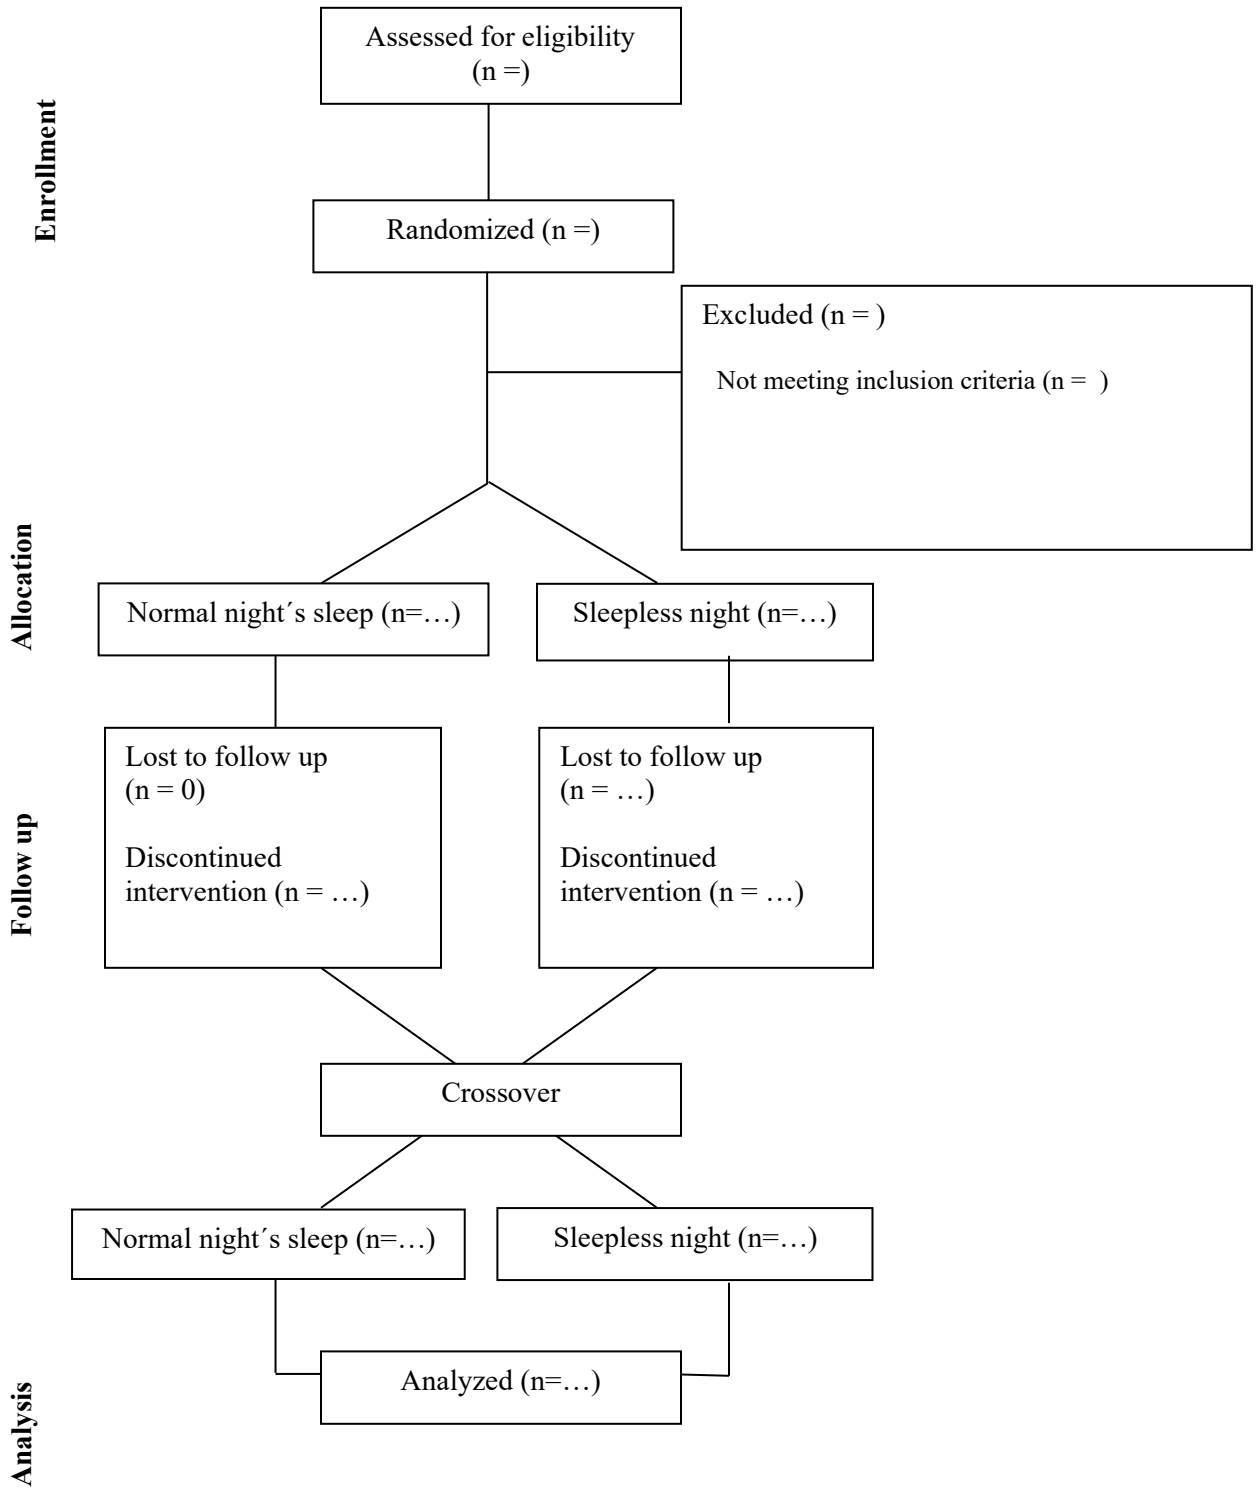 Assessed for eligibility
(n =)
Enrollment
Randomized (n =)
Excluded (n = )
Not meeting inclusion criteria (n =  )
Allocation
Normal night´s sleep (n=…)
Sleepless night (n=…)
Follow up
Lost to follow up
(n = 0)
Discontinued
intervention (n = …)
Lost to follow up
(n = …)
Discontinued
intervention (n = …)
Crossover
Normal night´s sleep (n=…)
Sleepless night (n=…)
Analysis
Analyzed (n=…)